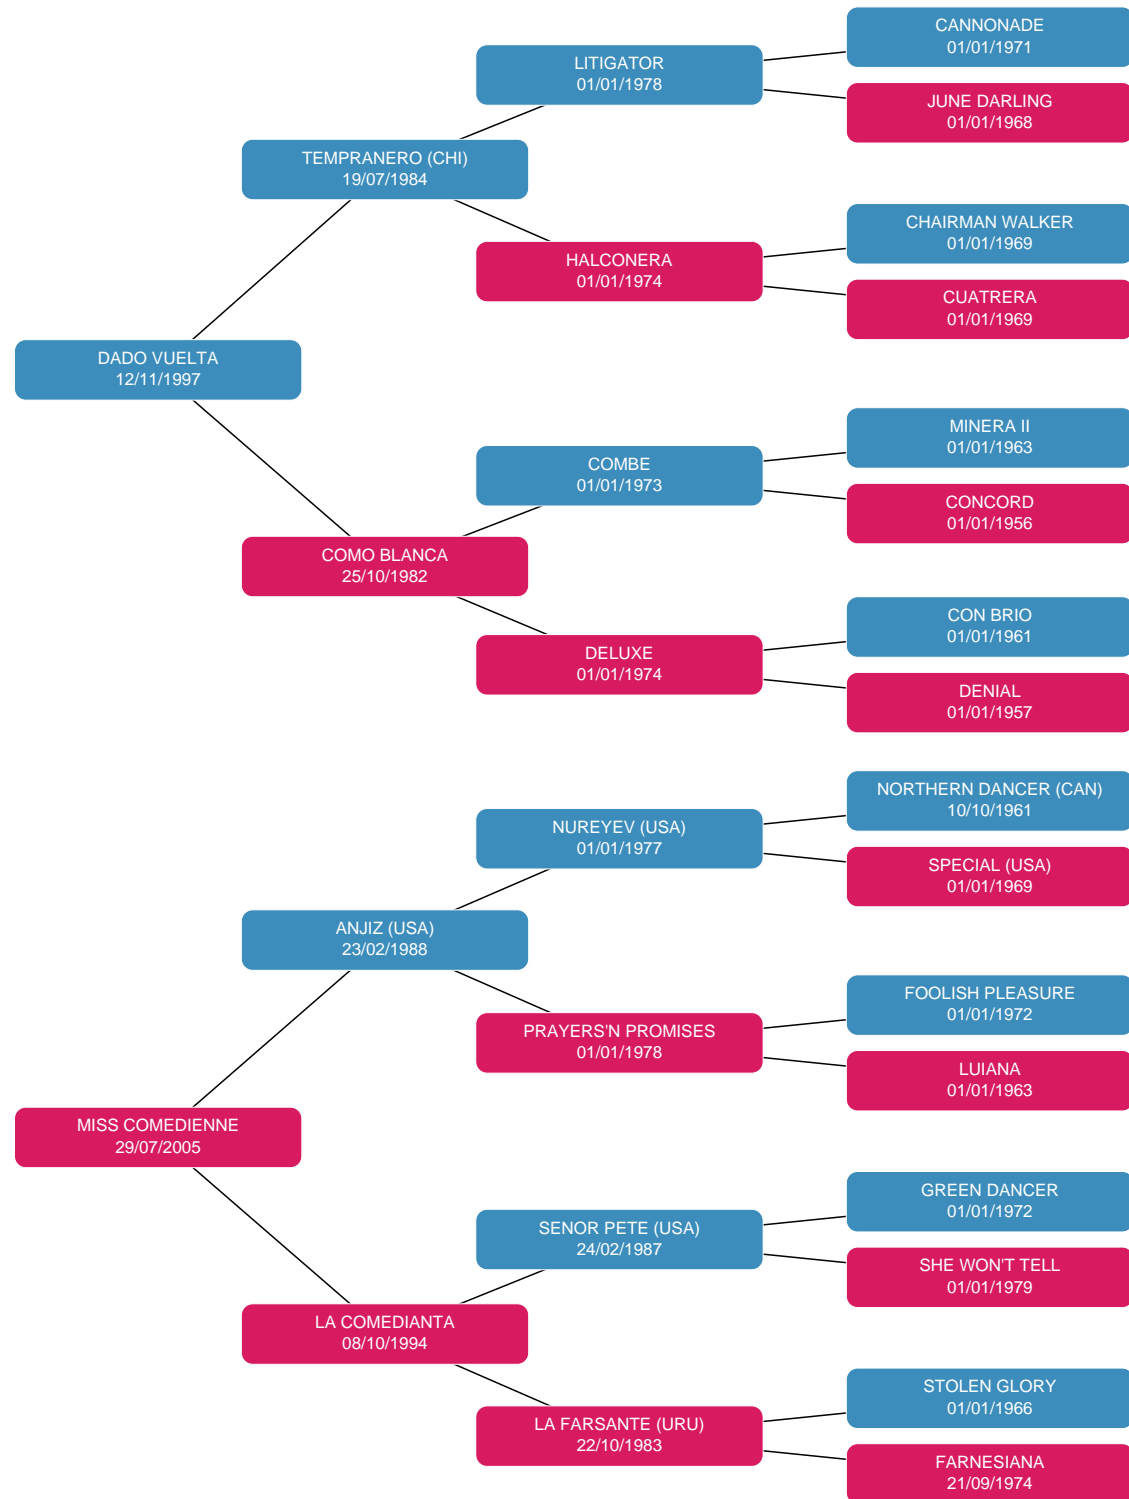 CANNONADE
01/01/1971
LITIGATOR
01/01/1978
JUNE DARLING
01/01/1968
TEMPRANERO (CHI)
19/07/1984
CHAIRMAN WALKER
01/01/1969
HALCONERA
01/01/1974
CUATRERA
01/01/1969
DADO VUELTA
12/11/1997
MINERA II
01/01/1963
COMBE
01/01/1973
CONCORD
01/01/1956
COMO BLANCA
25/10/1982
CON BRIO
01/01/1961
DELUXE
01/01/1974
DENIAL
01/01/1957
NORTHERN DANCER (CAN)
10/10/1961
NUREYEV (USA)
01/01/1977
SPECIAL (USA)
01/01/1969
ANJIZ (USA)
23/02/1988
FOOLISH PLEASURE
01/01/1972
PRAYERS'N PROMISES
01/01/1978
LUIANA
01/01/1963
MISS COMEDIENNE
29/07/2005
GREEN DANCER
01/01/1972
SENOR PETE (USA)
24/02/1987
SHE WON'T TELL
01/01/1979
LA COMEDIANTA
08/10/1994
STOLEN GLORY
01/01/1966
LA FARSANTE (URU)
22/10/1983
FARNESIANA
21/09/1974